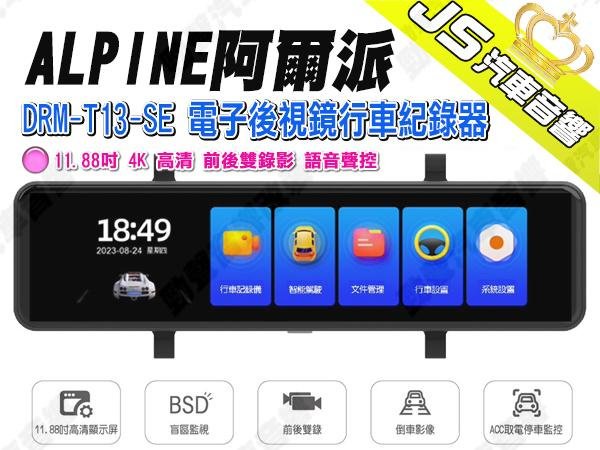 ALPINE阿爾派
JS汽車音響
DRM-T13-SE 電子後視鏡行車紀錄器
11.88吋 4K 高清 前後雙錄影 語音聲控
18:49
2023-08-24 星期四
行車記錄儀
智能駕駛
文件管理
行車設置
系統設置
11.88吋高清顯示屏
BSD
盲區監視
前後雙錄
倒車影像
ACC取電停車監控